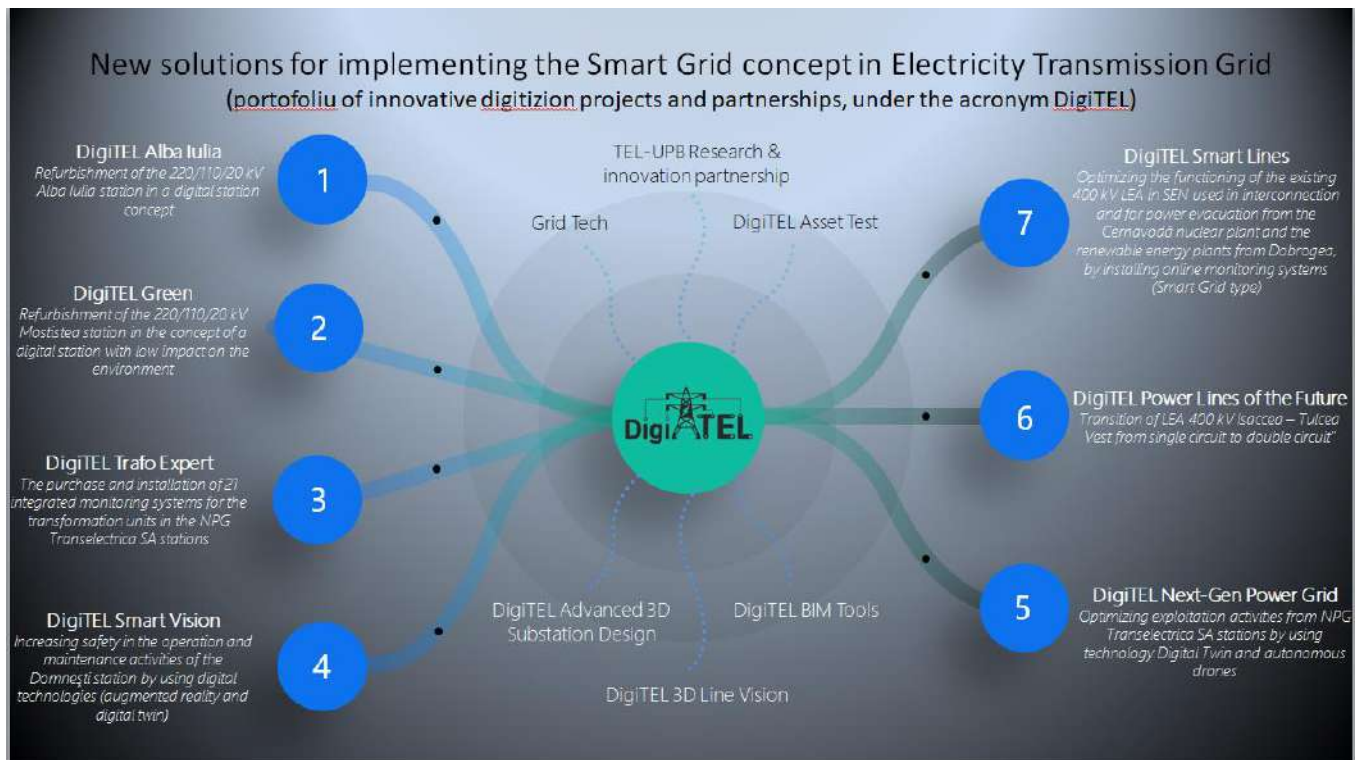 New solutions for implementing the Smart Grid concept in Electricity Transmission Grid
(portofoliu of innovative digitizion projects and partnerships, under the acronym DigiTEL)
DigiTEL Alba Iulia
Refurbishment of the 220/110/20 kV
Alba Iulia station in a digital station
concept
1
DigiTEL Green
Refurbishment of the 220/110/20 kV
Mostistea station in the concept of a
digital station with low impact on the
environment
2
DigiTEL Trafo Expert
The purchase and installation of 21
integrated monitoring systems for the
transformation units in the NPG
Transelectrica SA stations
3
DigiTEL Smart Vision
Increasing safety in the operation and
maintenance activities of the
Domnești station by using digital
technologies (augmented reality and
digital twin)
4
TEL-UPB Research &
innovation partnership
Grid Tech
DigiTEL Asset Test
DigiTEL
DigiTEL Advanced 3D
Substation Design
DigiTEL BIM Tools
DigiTEL 3D Line Vision
DigiTEL Smart Lines
Optimizing the functioning of the existing
400 kV LEA in SEN used in interconnection
and for power evacuation from the
Cernavodă nuclear plant and the
renewable energy plants from Dobrogea,
by installing online monitoring systems
(Smart Grid type)
7
DigiTEL Power Lines of the Future
Transition of LEA 400 kV Isaccea – Tulcea
Vest from single circuit to double circuit"
6
DigiTEL Next-Gen Power Grid
Optimizing exploitation activities from NPG
Transelectrica SA stations by using
technology Digital Twin and autonomous
drones
5